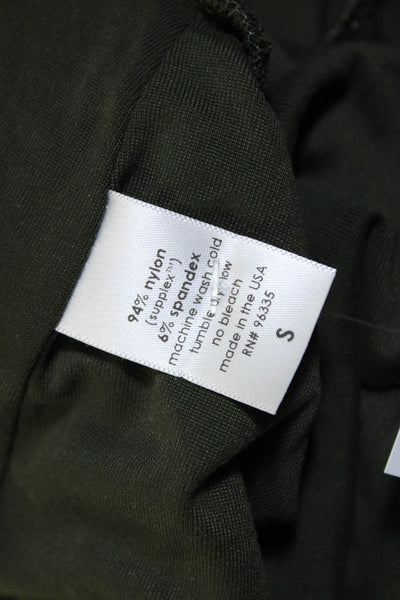 94% nylon
(supplex™)
6% spandex
machine wash cold
tumble dry low
no bleach
made in the USA
RN# 96335
S